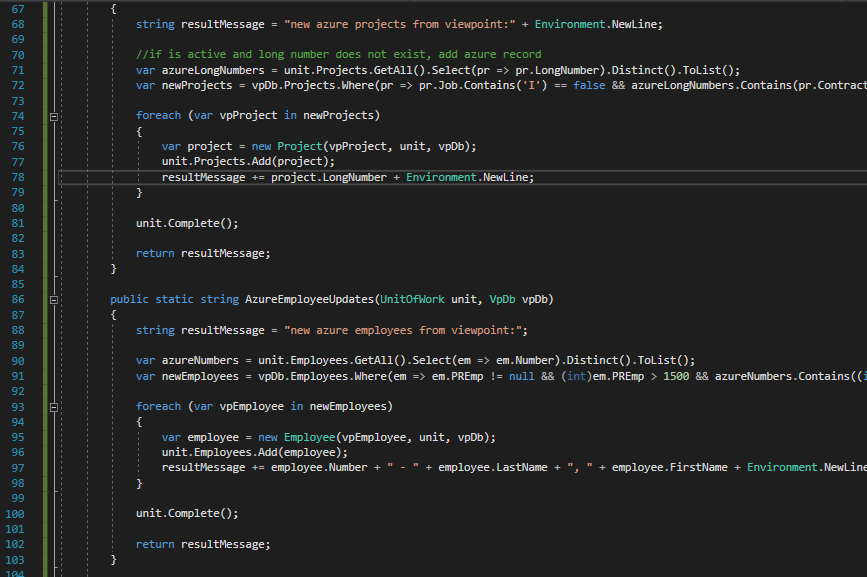 67 {
68 string resultMessage = "new azure projects from viewpoint:" + Environment.NewLine;
69
70 //if is active and long number does not exist, add azure record
71 var azureLongNumbers = unit.Projects.GetAll().Select(pr => pr.LongNumber).Distinct().ToList();
72 var newProjects = vpDb.Projects.Where(pr => pr.Job.Contains('I') == false && azureLongNumbers.Contains(pr.Contract
73
74 foreach (var vpProject in newProjects)
75 {
76 var project = new Project(vpProject, unit, vpDb);
77 unit.Projects.Add(project);
78 resultMessage += project.LongNumber + Environment.NewLine;
79 }
80
81 unit.Complete();
82
83 return resultMessage;
84 }
85
86 public static string AzureEmployeeUpdates(UnitOfWork unit, VpDb vpDb)
87 {
88 string resultMessage = "new azure employees from viewpoint:";
89
90 var azureNumbers = unit.Employees.GetAll().Select(em => em.Number).Distinct().ToList();
91 var newEmployees = vpDb.Employees.Where(em => em.PREmp != null && (int)em.PREmp > 1500 && azureNumbers.Contains((i
92
93 foreach (var vpEmployee in newEmployees)
94 {
95 var employee = new Employee(vpEmployee, unit, vpDb);
96 unit.Employees.Add(employee);
97 resultMessage += employee.Number + " - " + employee.LastName + ", " + employee.FirstName + Environment.NewLine
98 }
99
100 unit.Complete();
101
102 return resultMessage;
103 }
104